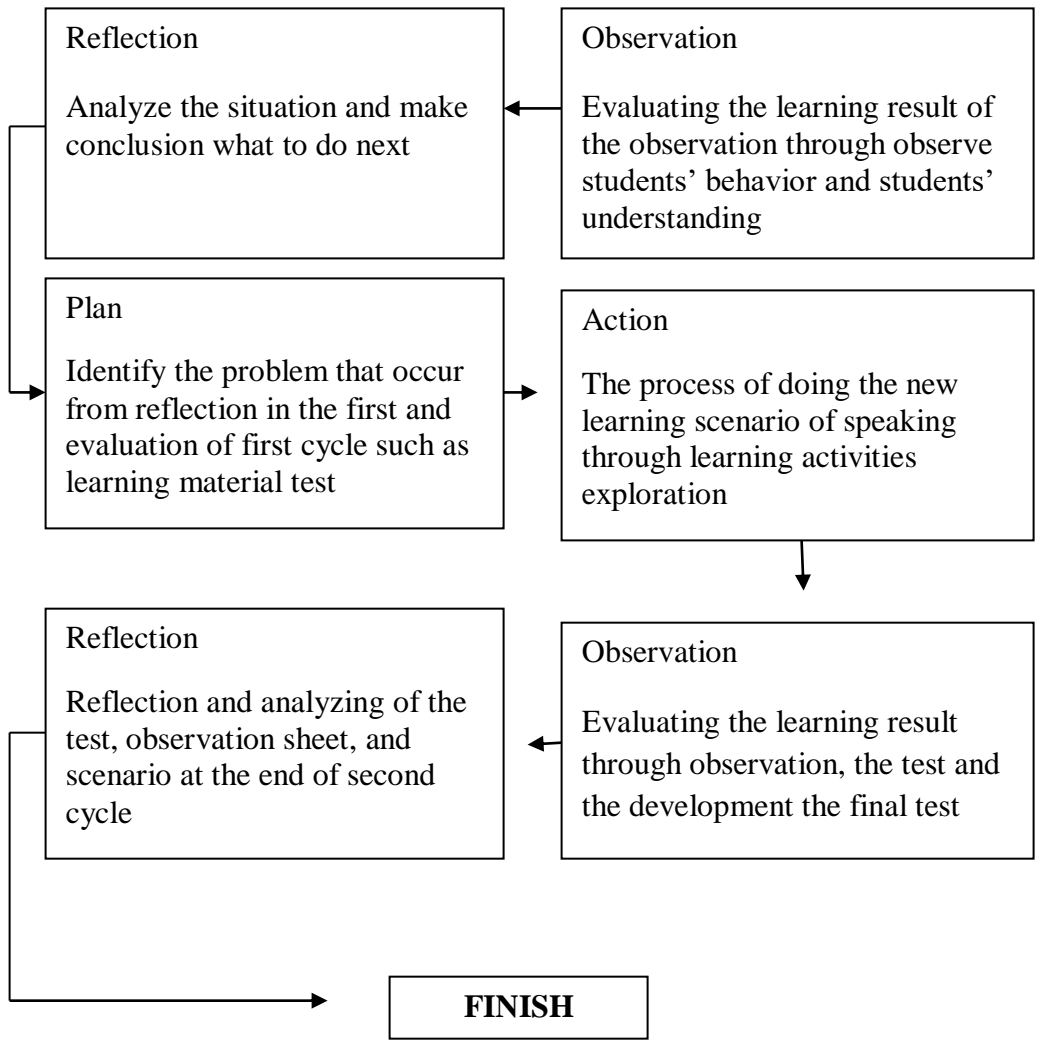 Reflection
Analyze the situation and make
conclusion what to do next
Observation
Evaluating the learning result of
the observation through observe
students’ behavior and students’
understanding
Plan
Identify the problem that occur
from reflection in the first and
evaluation of first cycle such as
learning material test
Action
The process of doing the new
learning scenario of speaking
through learning activities
exploration
Reflection
Reflection and analyzing of the
test, observation sheet, and
scenario at the end of second
cycle
Observation
Evaluating the learning result
through observation, the test and
the development the final test
FINISH